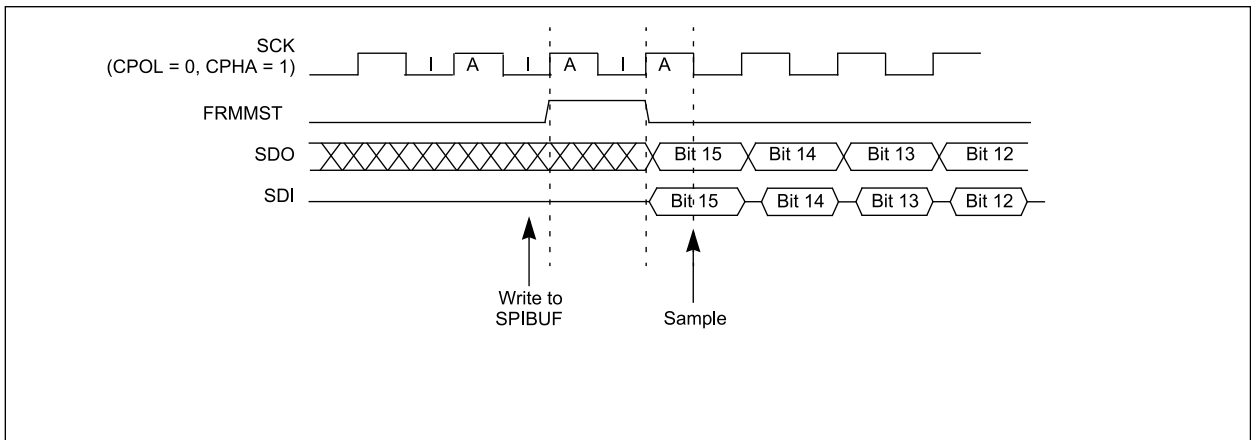 SCK
(CPOL = 0, CPHA = 1)
I A I A I A
FRMMST
SDO
Bit 15 Bit 14 Bit 13 Bit 12
SDI
Bit 15 Bit 14 Bit 13 Bit 12
Write to
SPIBUF
Sample